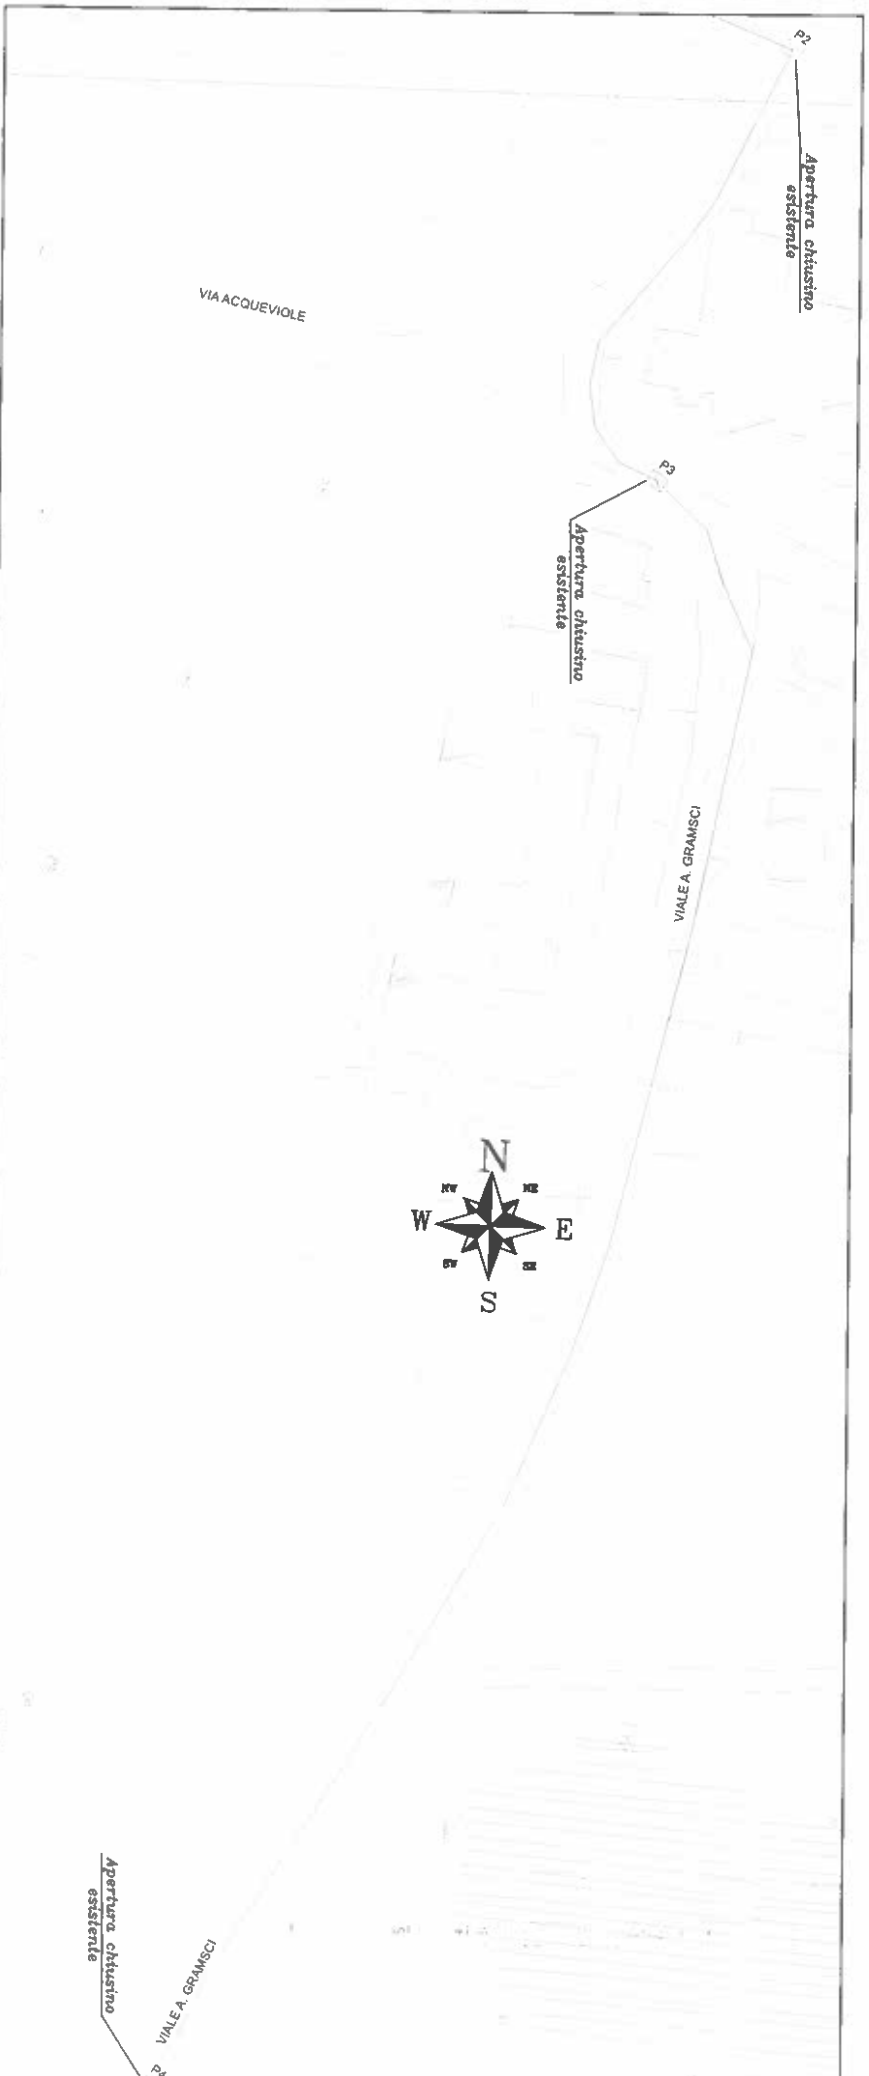 P2
Apertura chiusino
esistente
VIA ACQUEVIOLE
P3
Apertura chiusino
esistente
VIALE A. GRAMSCI
N
NW
NE
W
E
SW
SE
S
Apertura chiusino
esistente
VIALE A. GRAMSCI
P4